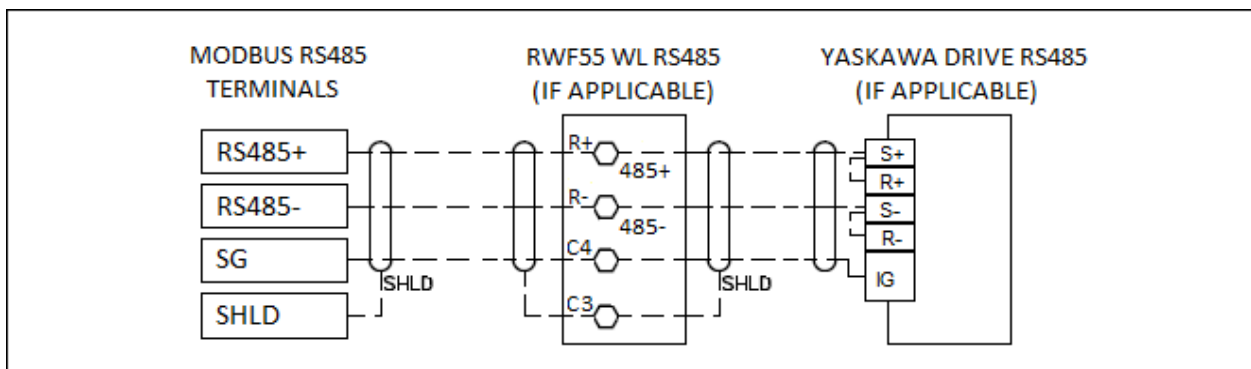 MODBUS RS485
TERMINALS
RWF55 WL RS485
(IF APPLICABLE)
YASKAWA DRIVE RS485
(IF APPLICABLE)
RS485+
RS485-
SG
SHLD
SHLD
R+
485+
R-
485-
C4
C3
SHLD
S+
R+
S-
R-
IG